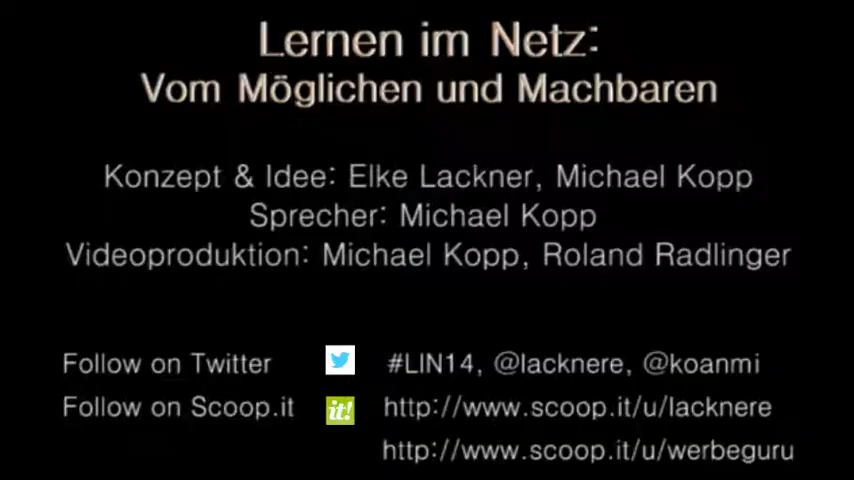 Lernen im Netz:
Vom Möglichen und Machbaren
Konzept & Idee: Elke Lackner, Michael Kopp
Sprecher: Michael Kopp
Videoproduktion: Michael Kopp, Roland Radlinger
Follow on Twitter #LIN14, @lacknere, @koanmi
Follow on Scoop.it it! http://www.scoop.it/u/lacknere
http://www.scoop.it/u/werbeguru